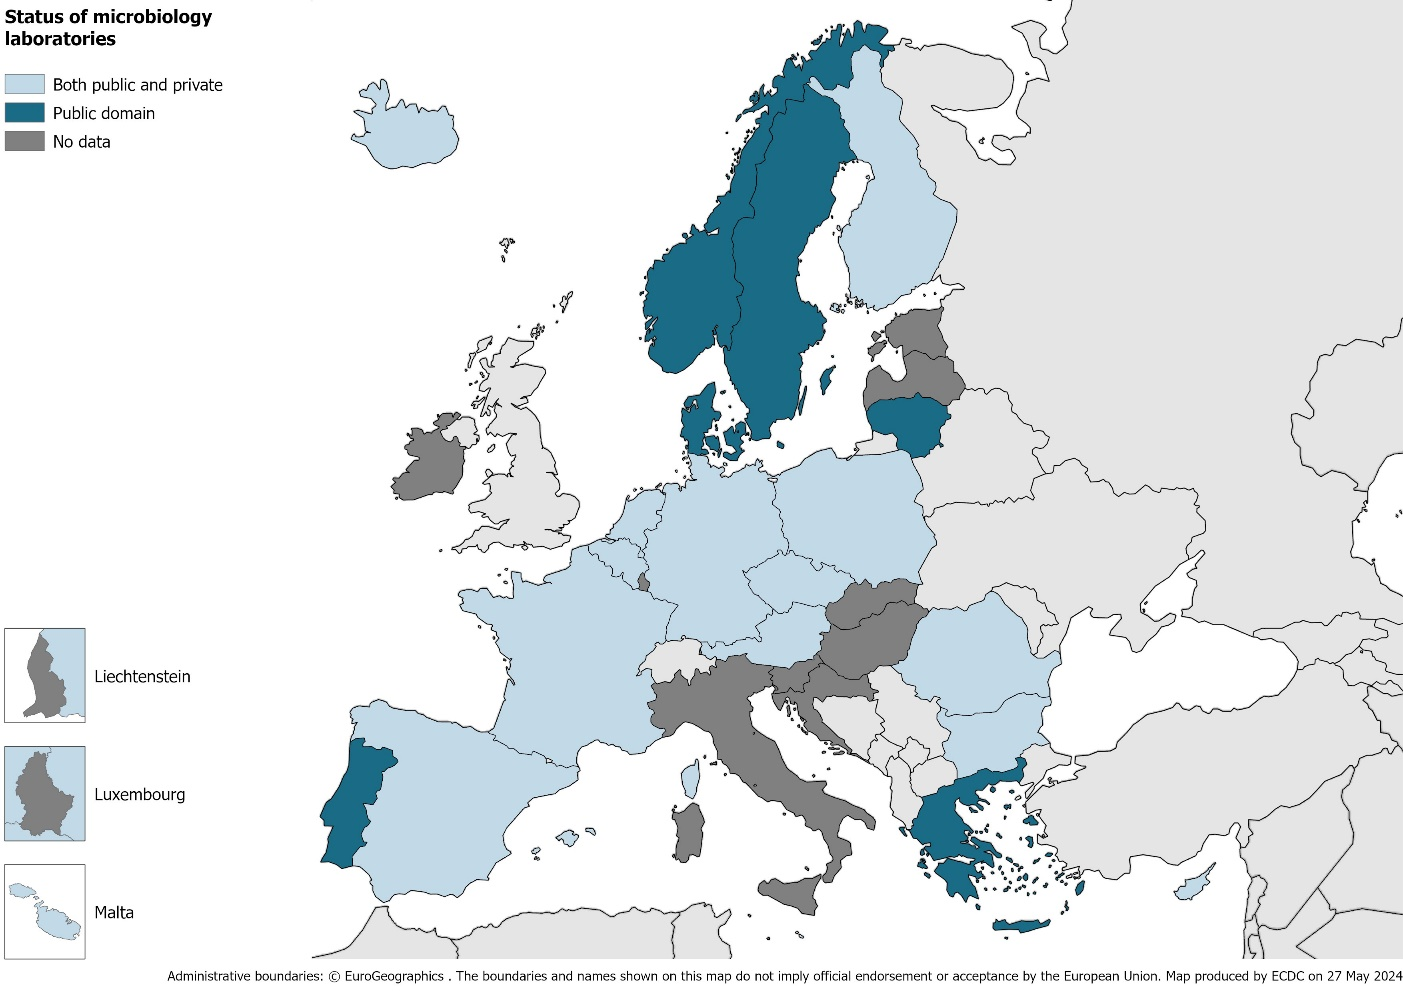 Status of microbiology
laboratories
Both public and private
Public domain
No data
Liechtenstein
Luxembourg
Malta
Administrative boundaries: © EuroGeographics . The boundaries and names shown on this map do not imply official endorsement or acceptance by the European Union. Map produced by ECDC on 27 May 2024